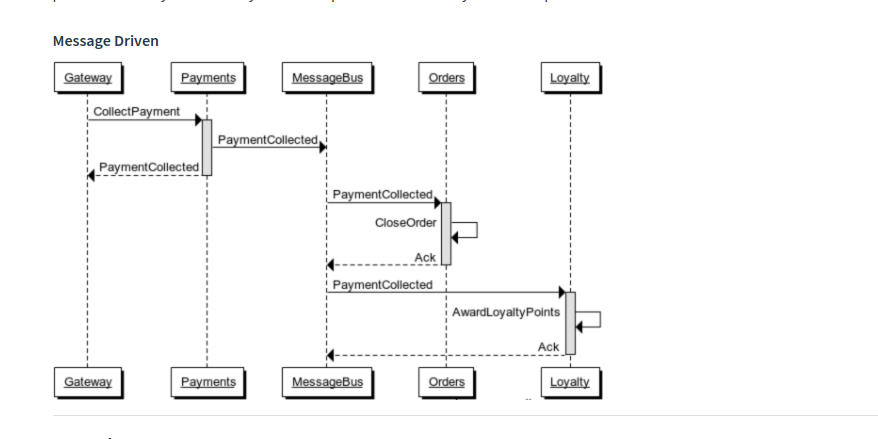 Message Driven
Gateway Payments MessageBus Orders Loyalty
CollectPayment
PaymentCollected
PaymentCollected
PaymentCollected
CloseOrder
Ack
PaymentCollected
AwardLoyaltyPoints
Ack
Gateway Payments MessageBus Orders Loyalty